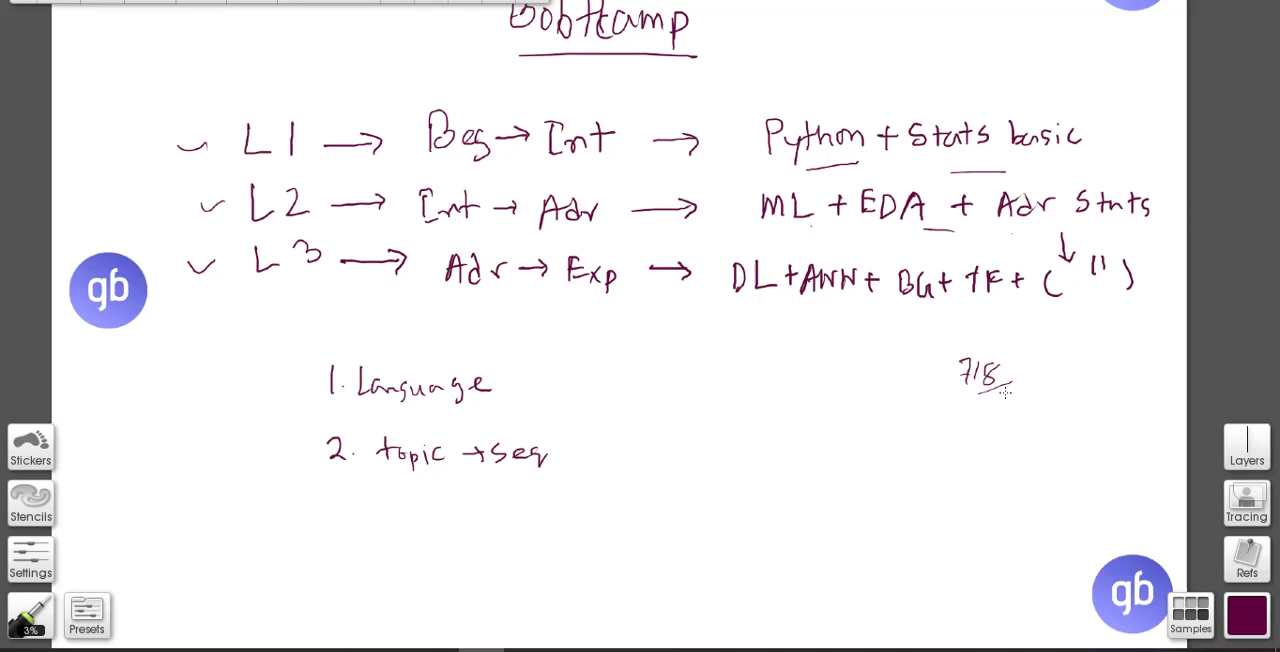 BootCamp
L1 → Beg → Int → Python + Stats basic
L2 → Int → Adv → ML + EDA + Adv Stats
L3 → Adv → Exp → DL + ANN + + TF + ( " )
gb
1. Language
7/8
2. topic → seq
Stickers
Stencils
Settings
3%
Presets
Layers
Tracing
Refs
gb
Samples